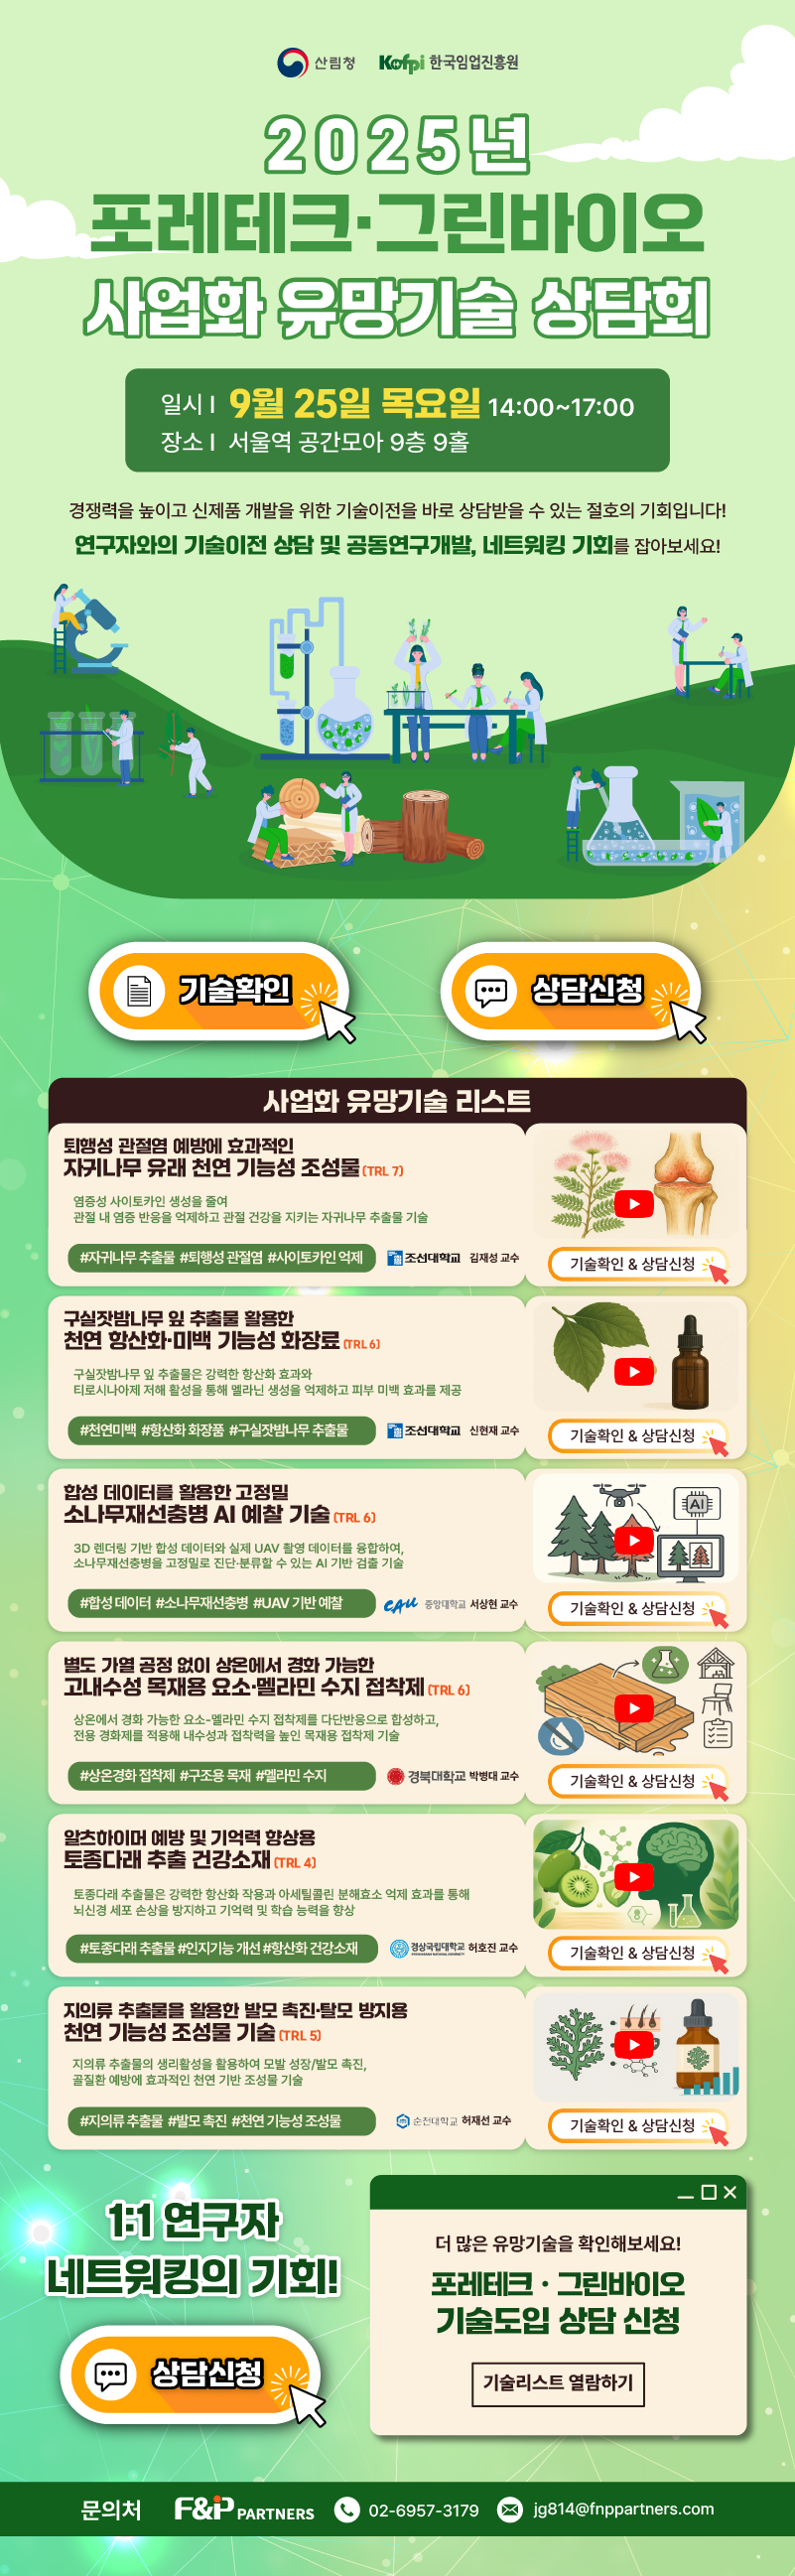 산림청 Kofpi 한국임업진흥원
2025년
포레테크·그린바이오
사업화 유망기술 상담회
일시 I 9월 25일 목요일 14:00~17:00
장소 I 서울역 공간모아 9층 9홀
경쟁력을 높이고 신제품 개발을 위한 기술이전을 바로 상담받을 수 있는 절호의 기회입니다!
연구자와의 기술이전 상담 및 공동연구개발, 네트워킹 기회를 잡아보세요!
기술확인
상담신청
사업화 유망기술 리스트
퇴행성 관절염 예방에 효과적인
자귀나무 유래 천연 기능성 조성물 (TRL 7)
염증성 사이토카인 생성을 줄여
관절 내 염증 반응을 억제하고 관절 건강을 지키는 자귀나무 추출물 기술
#자귀나무 추출물 #퇴행성 관절염 #사이토카인 억제
조선대학교 김재성 교수
기술확인 & 상담신청
구실잣밤나무 잎 추출물 활용한
천연 항산화·미백 기능성 화장료 (TRL 6)
구실잣밤나무 잎 추출물은 강력한 항산화 효과와
티로시나아제 저해 활성을 통해 멜라닌 생성을 억제하고 피부 미백 효과를 제공
#천연미백 #항산화 화장품 #구실잣밤나무 추출물
조선대학교 신현재 교수
기술확인 & 상담신청
합성 데이터를 활용한 고정밀
소나무재선충병 AI 예찰 기술 (TRL 6)
3D 렌더링 기반 합성 데이터와 실제 UAV 촬영 데이터를 융합하여,
소나무재선충병을 고정밀로 진단·분류할 수 있는 AI 기반 검출 기술
#합성 데이터 #소나무재선충병 #UAV 기반 예찰
CAU 중앙대학교 서상현 교수
AI
기술확인 & 상담신청
별도 가열 공정 없이 상온에서 경화 가능한
고내수성 목재용 요소·멜라민 수지 접착제 (TRL 6)
상온에서 경화 가능한 요소-멜라민 수지 접착제를 다단반응으로 합성하고,
전용 경화제를 적용해 내수성과 접착력을 높인 목재용 접착제 기술
#상온경화 접착제 #구조용 목재 #멜라민 수지
경북대학교 박병대 교수
기술확인 & 상담신청
알츠하이머 예방 및 기억력 향상용
토종다래 추출 건강소재 (TRL 4)
토종다래 추출물은 강력한 항산화 작용과 아세틸콜린 분해효소 억제 효과를 통해
뇌신경 세포 손상을 방지하고 기억력 및 학습 능력을 향상
#토종다래 추출물 #인지기능 개선 #항산화 건강소재
경상국립대학교 허호진 교수
기술확인 & 상담신청
지의류 추출물을 활용한 발모 촉진·탈모 방지용
천연 기능성 조성물 기술 (TRL 5)
지의류 추출물의 생리활성을 활용하여 모발 성장/발모 촉진,
골질환 예방에 효과적인 천연 기반 조성물 기술
#지의류 추출물 #발모 촉진 #천연 기능성 조성물
순천대학교 허재선 교수
기술확인 & 상담신청
1:1 연구자
네트워킹의 기회!
상담신청
더 많은 유망기술을 확인해보세요!
포레테크 · 그린바이오
기술도입 상담 신청
기술리스트 열람하기
문의처 F&P PARTNERS 02-6957-3179 jg814@fnppartners.com